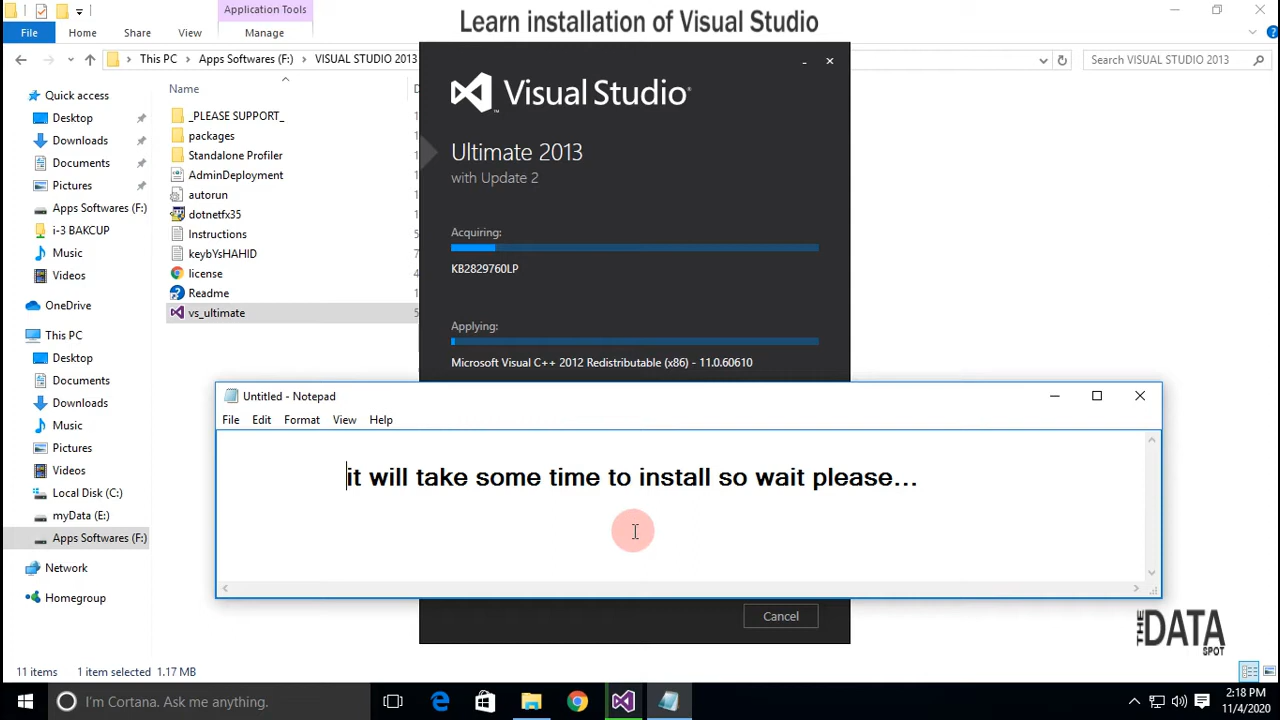 Learn installation of Visual Studio
Application Tools
File
Home
Share
View
Manage
This PC
Apps Softwares (F:)
VISUAL STUDIO 2013
Search VISUAL STUDIO 2013
Name
Quick access
Desktop
Downloads
Documents
Pictures
Apps Softwares (F:)
i-3 BAKCUP
Music
Videos
OneDrive
This PC
Desktop
Documents
Downloads
Music
Pictures
Videos
Local Disk (C:)
myData (E:)
Apps Softwares (F:)
Network
Homegroup
_PLEASE SUPPORT_
packages
Standalone Profiler
AdminDeployment
autorun
dotnetfx35
Instructions
keybYsHAHID
license
Readme
vs_ultimate
Visual Studio
Ultimate 2013
with Update 2
Acquiring:
KB2829760LP
Applying:
Microsoft Visual C++ 2012 Redistributable (x86) - 11.0.60610
Untitled - Notepad
File Edit Format View Help
it will take some time to install so wait please...
Cancel
THE DATA SPOT
11 items 1 item selected 1.17 MB
I'm Cortana. Ask me anything.
2:18 PM
11/4/2020